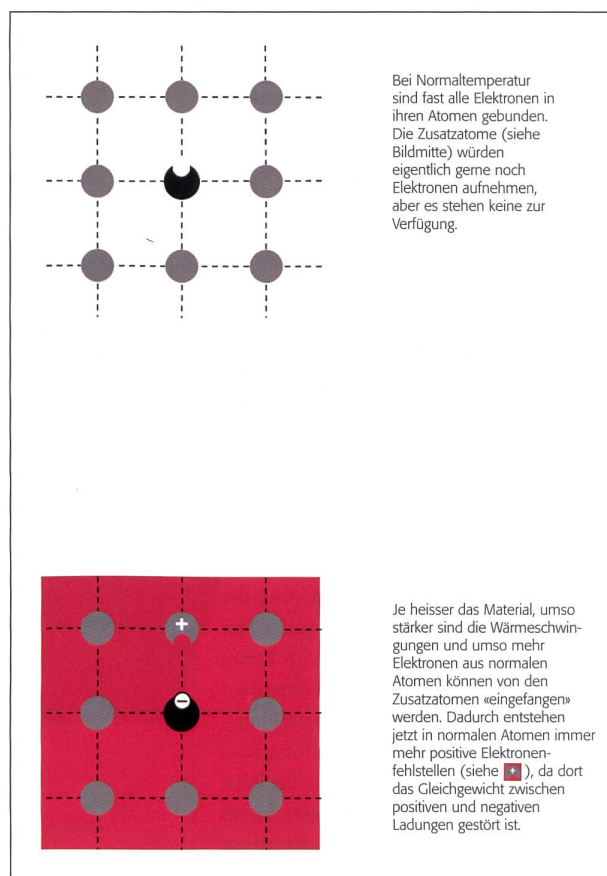 Bei Normaltemperatur
sind fast alle Elektronen in
ihren Atomen gebunden.
Die Zusatzatome (siehe
Bildmitte) würden
eigentlich gerne noch
Elektronen aufnehmen,
aber es stehen keine zur
Verfügung.
+
−
Je heisser das Material, umso
stärker sind die Wärmeschwin-
gungen und umso mehr
Elektronen aus normalen
Atomen können von den
Zusatzatomen «eingefangen»
werden. Dadurch entstehen
jetzt in normalen Atomen immer
mehr positive Elektronen-
fehlstellen (siehe + ), da dort
das Gleichgewicht zwischen
positiven und negativen
Ladungen gestört ist.